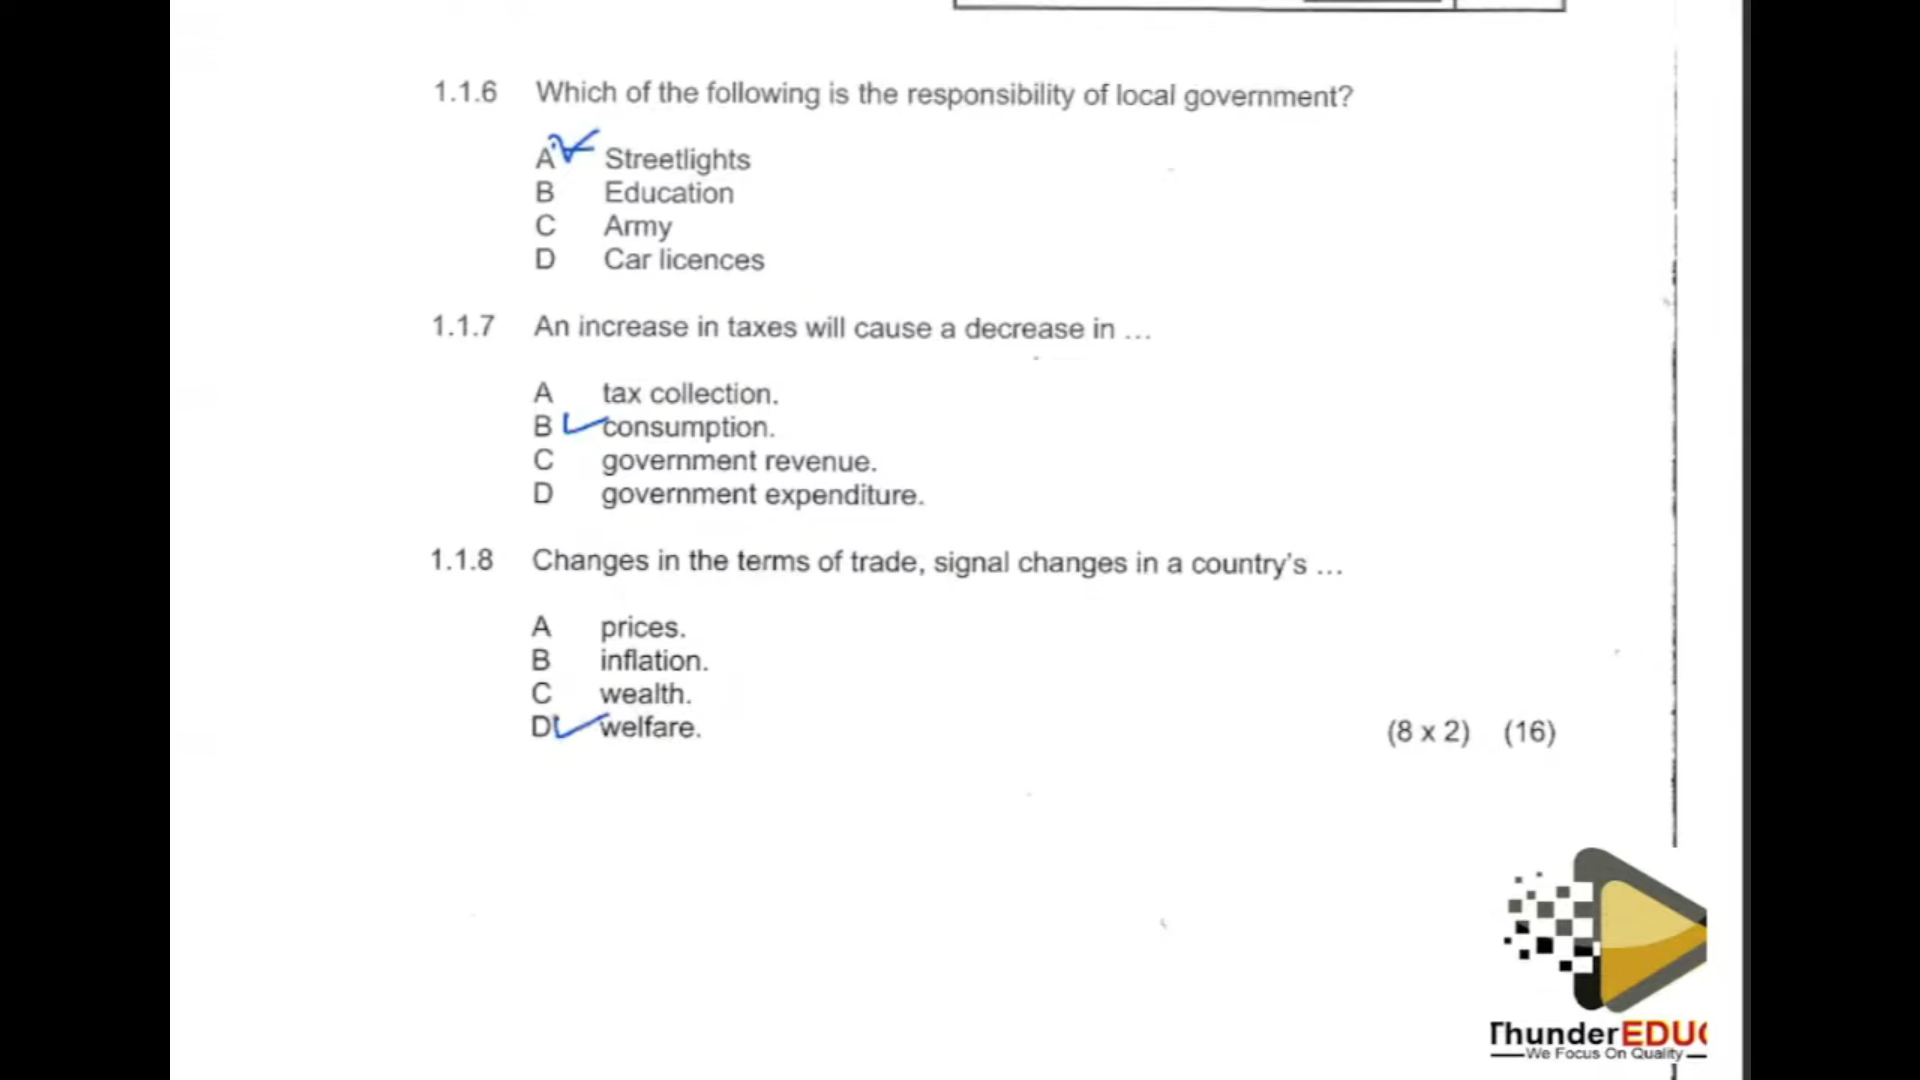 1.1.6 Which of the following is the responsibility of local government?
A Streetlights
B Education
C Army
D Car licences
1.1.7 An increase in taxes will cause a decrease in ...
A tax collection.
B consumption.
C government revenue.
D government expenditure.
1.1.8 Changes in the terms of trade, signal changes in a country's ...
A prices.
B inflation.
C wealth.
D welfare.
(8 x 2) (16)
ThunderEDUC
We Focus On Quality